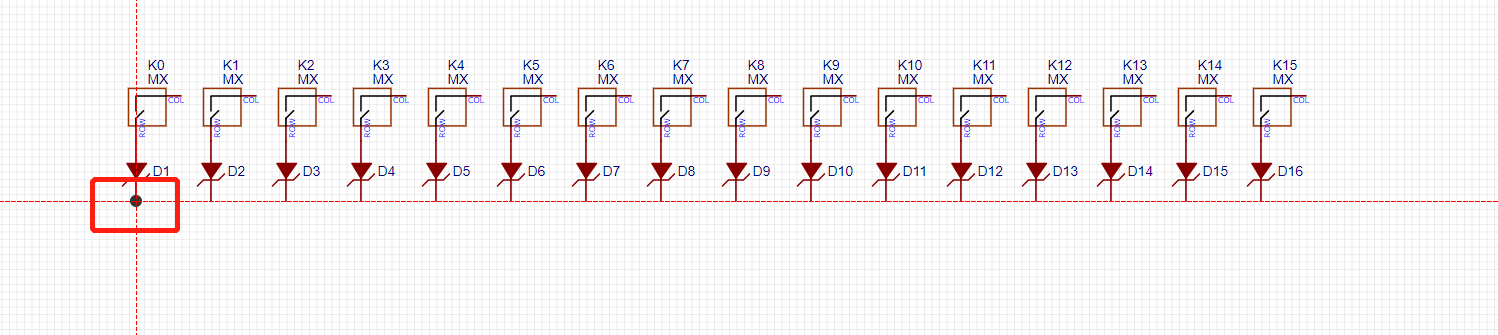 K0 K1 K2 K3 K4 K5 K6 K7 K8 K9 K10 K11 K12 K13 K14 K15
MX MX MX MX MX MX MX MX MX MX MX MX MX MX MX MX
COL COL COL COL COL COL COL COL COL COL COL COL COL COL COL COL
ROW ROW ROW ROW ROW ROW ROW ROW ROW ROW ROW ROW ROW ROW ROW ROW
D1 D2 D3 D4 D5 D6 D7 D8 D9 D10 D11 D12 D13 D14 D15 D16